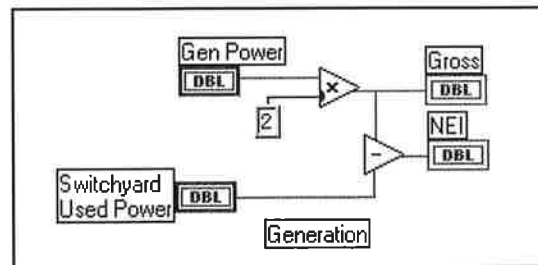 Gen Power
DBL
2
×
Gross
DBL
NEI
DBL
-
Switchyard
Used Power
DBL
Generation